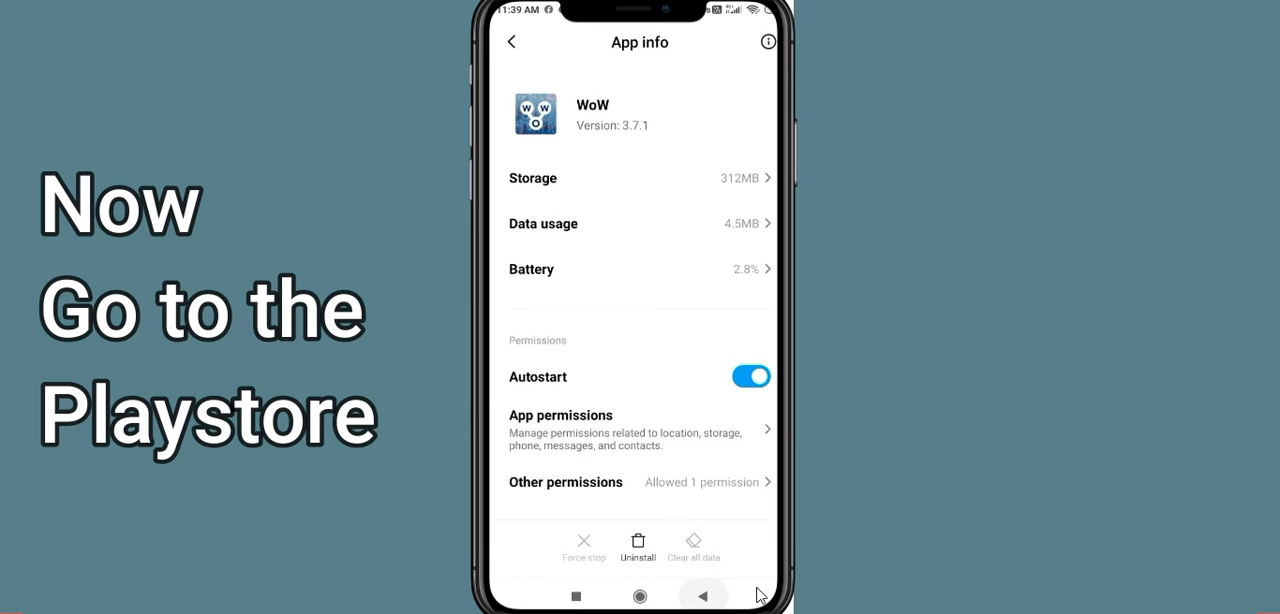 Now
Go to the
Playstore
11:39 AM
App info
W W
O
WoW
Version: 3.7.1
Storage 312MB
Data usage 4.5MB
Battery 2.8%
Permissions
Autostart
App permissions
Manage permissions related to location, storage,
phone, messages, and contacts.
Other permissions Allowed 1 permission
Force stop Uninstall Clear all data